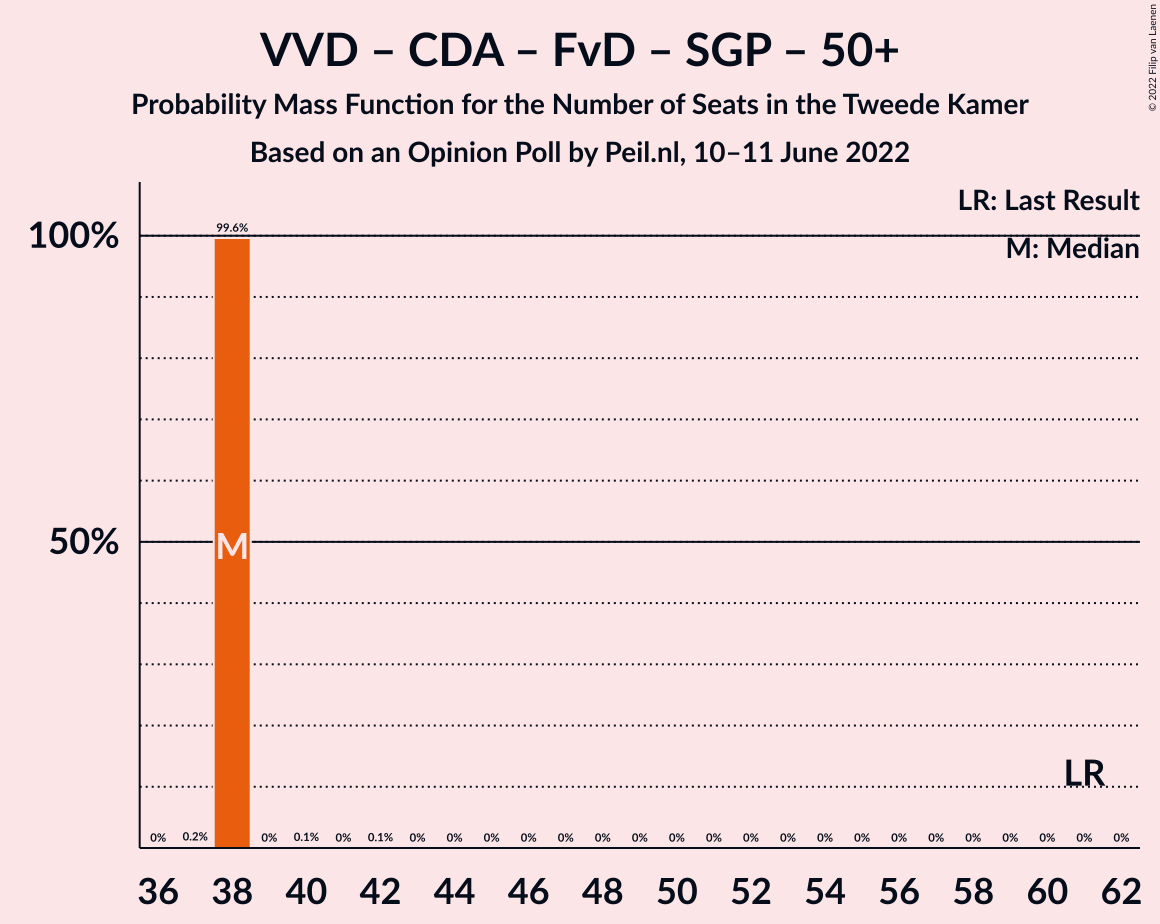 VVD – CDA – FvD – SGP – 50+
Probability Mass Function for the Number of Seats in the Tweede Kamer
Based on an Opinion Poll by Peil.nl, 10–11 June 2022
© 2022 Filip van Laenen
LR: Last Result
M: Median
100%
50%
99.6%
M
LR
0% 0.2% 0% 0.1% 0% 0.1% 0% 0% 0% 0% 0% 0% 0% 0% 0% 0% 0% 0% 0% 0% 0% 0% 0% 0% 0% 0%
36 38 40 42 44 46 48 50 52 54 56 58 60 62